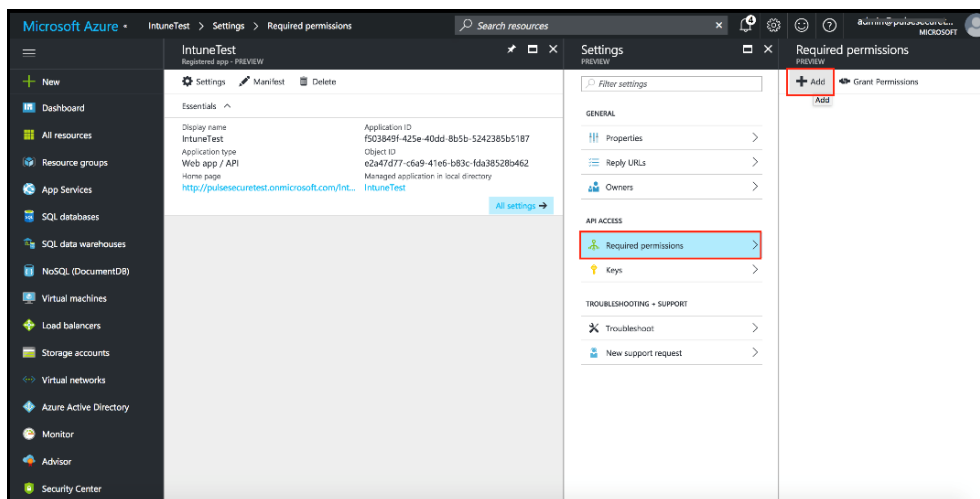 Microsoft Azure
IntuneTest > Settings > Required permissions
Search resources
4
MICROSOFT
New
Dashboard
All resources
Resource groups
App Services
SQL databases
SQL data warehouses
NoSQL (DocumentDB)
Virtual machines
Load balancers
Storage accounts
Virtual networks
Azure Active Directory
Monitor
Advisor
Security Center
IntuneTest
Registered app - PREVIEW
Settings Manifest Delete
Essentials
Display name
IntuneTest
Application type
Web app / API
Home page
http://pulsesecuretest.onmicrosoft.com/Int...
Application ID
f503849f-425e-40dd-8b5b-5242385b5187
Object ID
e2a47d77-c6a9-41e6-b83c-fda38528b462
Managed application in local directory
IntuneTest
All settings
Settings
PREVIEW
Filter settings
GENERAL
Properties
Reply URLs
Owners
API ACCESS
Required permissions
Keys
TROUBLESHOOTING + SUPPORT
Troubleshoot
New support request
Required permissions
PREVIEW
Add Grant Permissions
Add